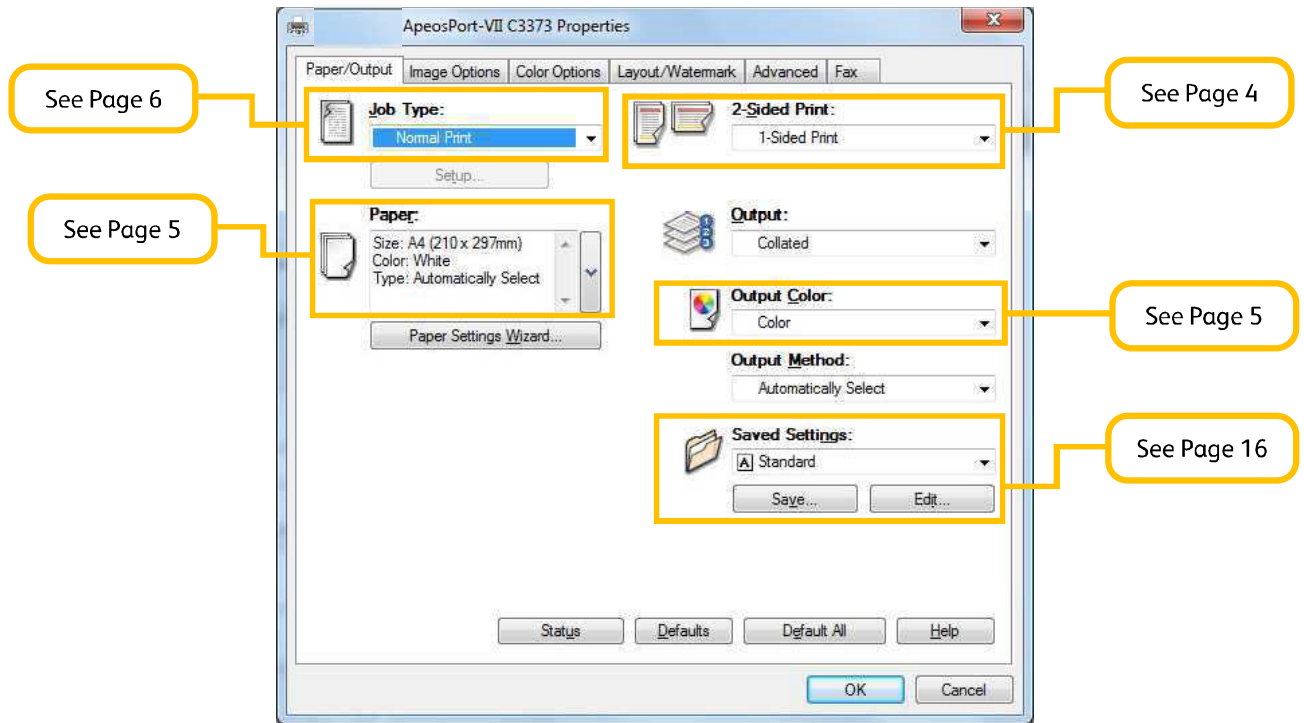 ApeosPort-VII C3373 Properties
Paper/Output Image Options Color Options Layout/Watermark Advanced Fax
See Page 6
Job Type:
Normal Print
Setup...
See Page 5
Paper:
Size: A4 (210 x 297mm)
Color: White
Type: Automatically Select
Paper Settings Wizard...
2-Sided Print:
1-Sided Print
See Page 4
1
2
3
Output:
Collated
Output Color:
Color
See Page 5
Output Method:
Automatically Select
Saved Settings:
A Standard
Save... Edit...
See Page 16
Status Defaults Default All Help
OK Cancel